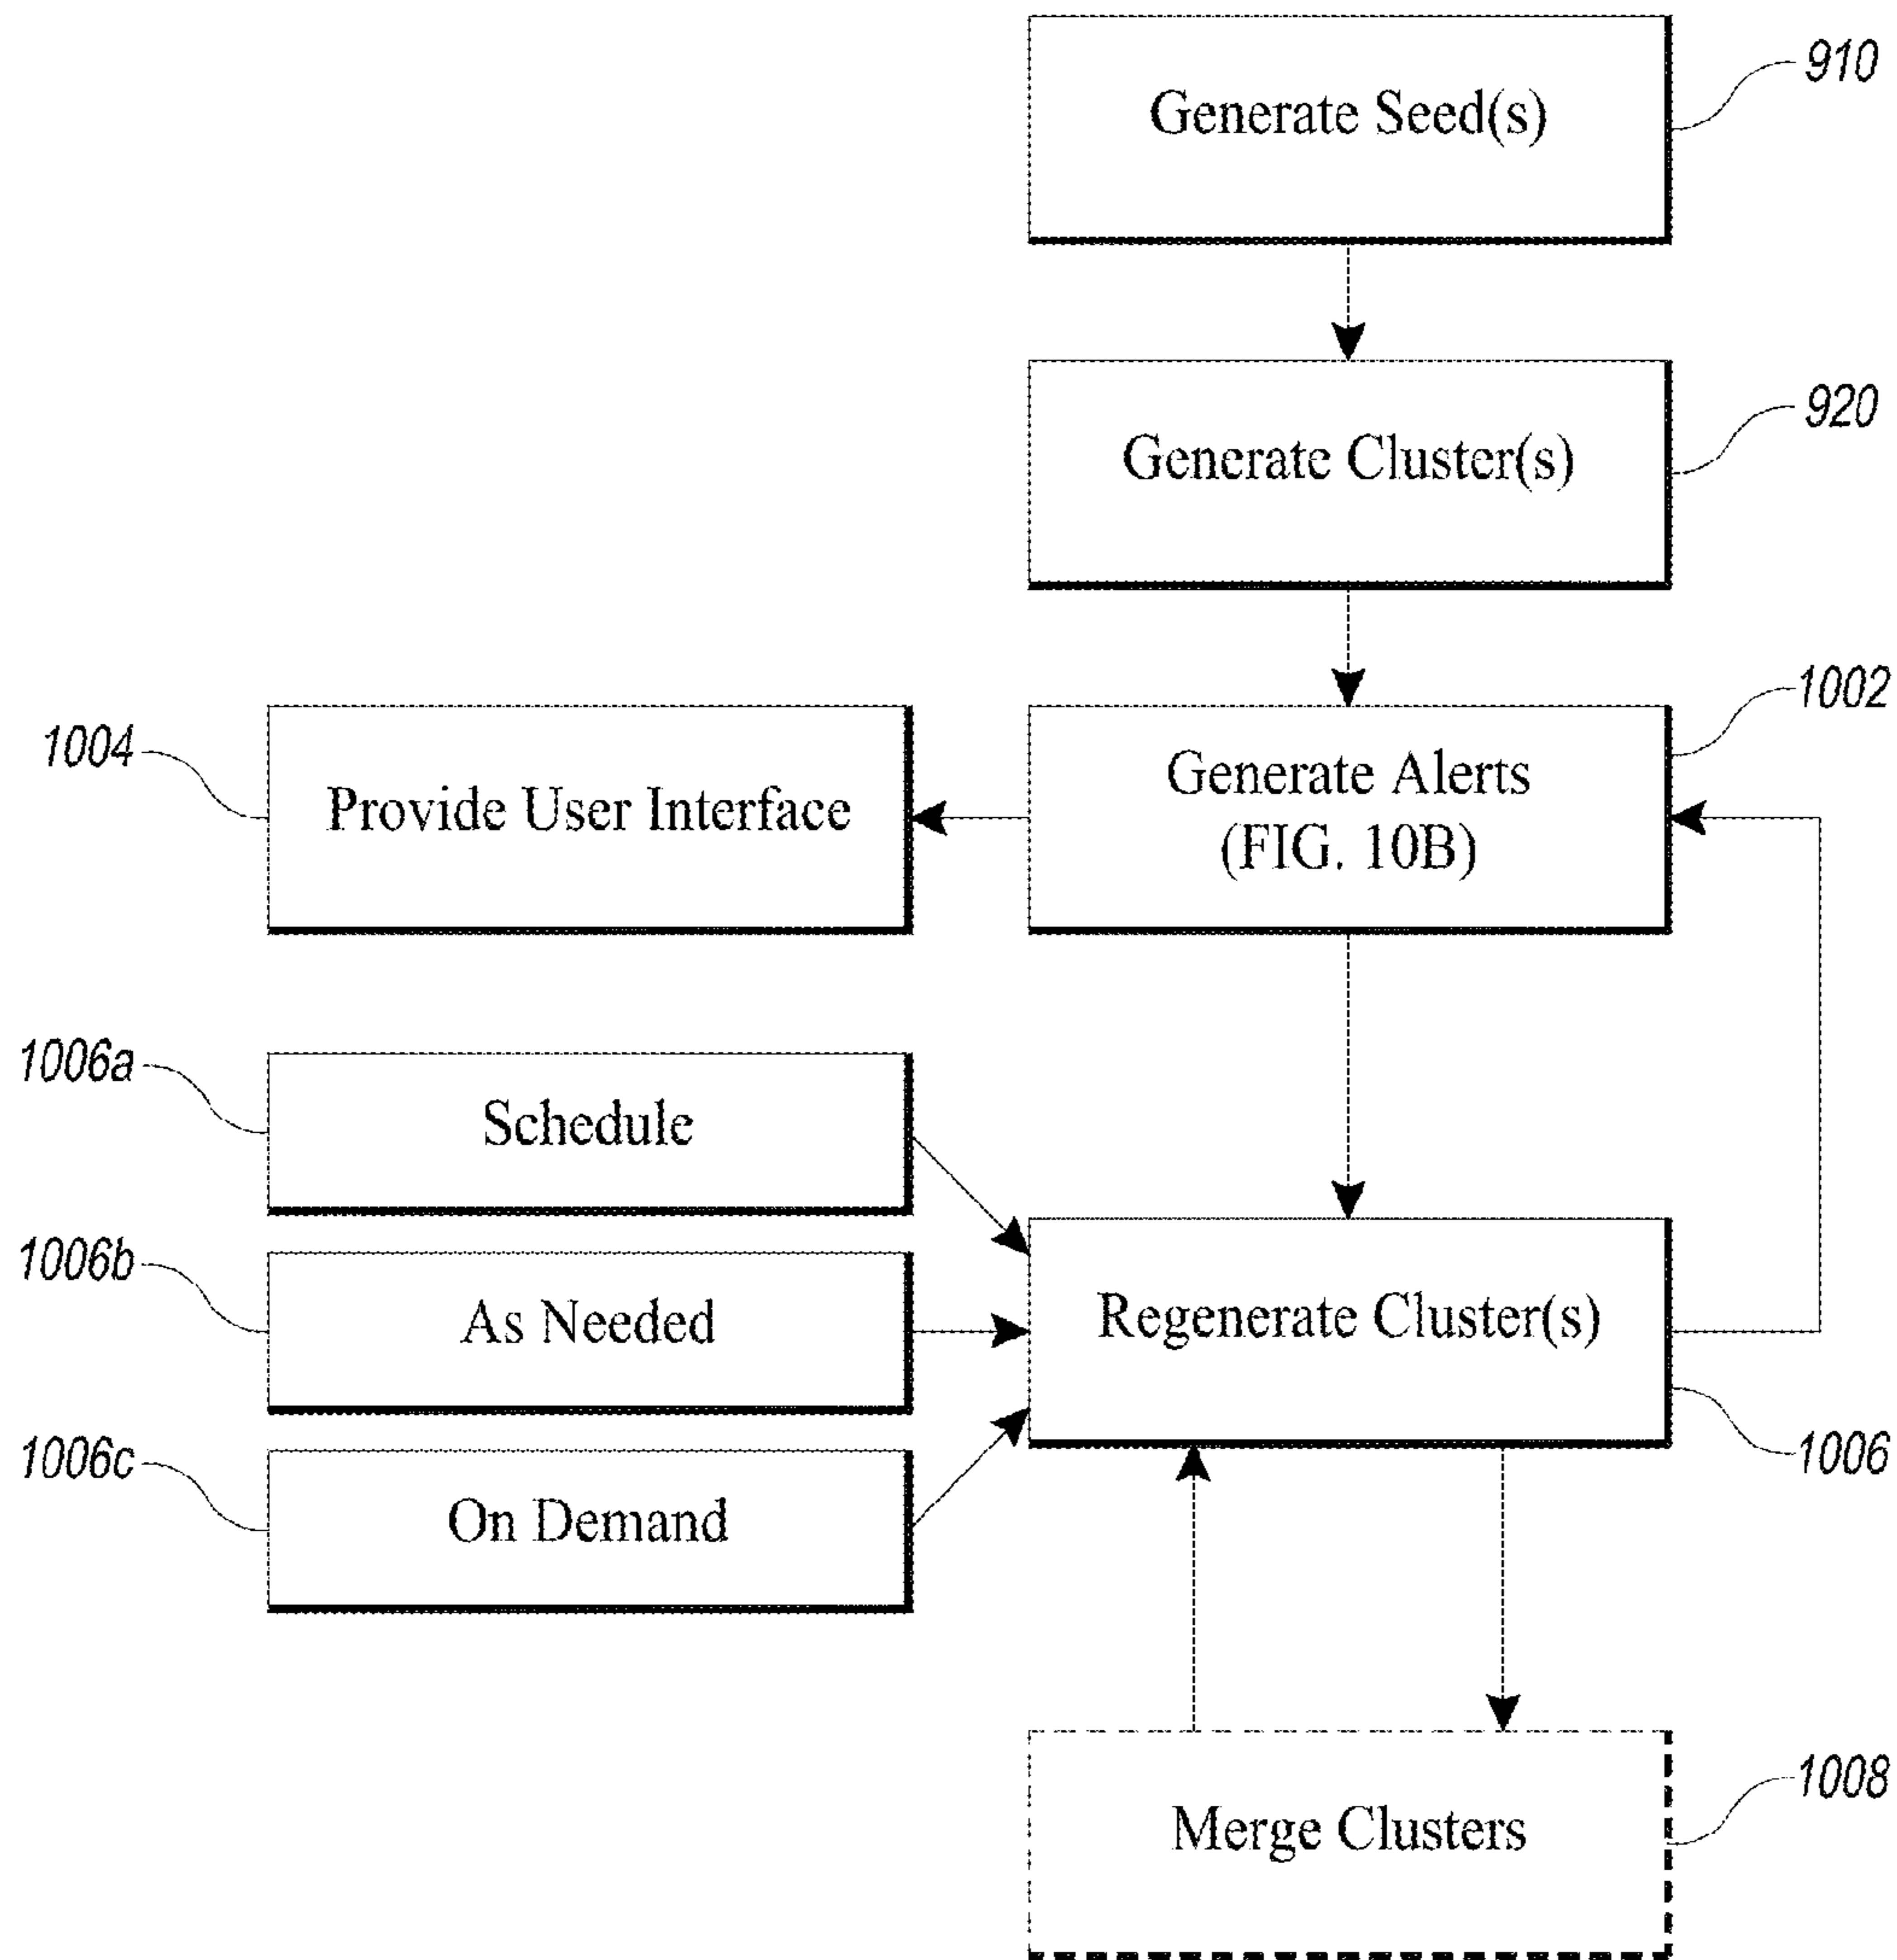 Generate Seed(s)
910
Generate Cluster(s)
920
1002
1004
Provide User Interface
Generate Alerts
(FIG. 10B)
1006a
Schedule
1006b
As Needed
Regenerate Cluster(s)
1006
1006c
On Demand
1008
Merge Clusters